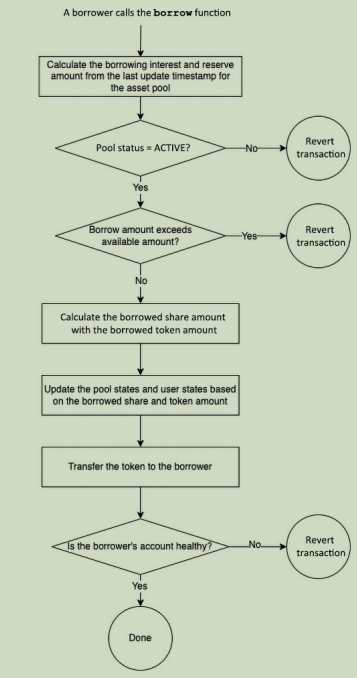 A borrower calls the borrow function
Calculate the borrowing interest and reserve
amount from the last update timestamp for
the asset pool
Pool status = ACTIVE?
No
Revert
transaction
Yes
Borrow amount exceeds
available amount?
Yes
Revert
transaction
No
Calculate the borrowed share amount
with the borrowed token amount
Update the pool states and user states based
on the borrowed share and token amount
Transfer the token to the borrower
Is the borrower's account healthy?
No
Revert
transaction
Yes
Done